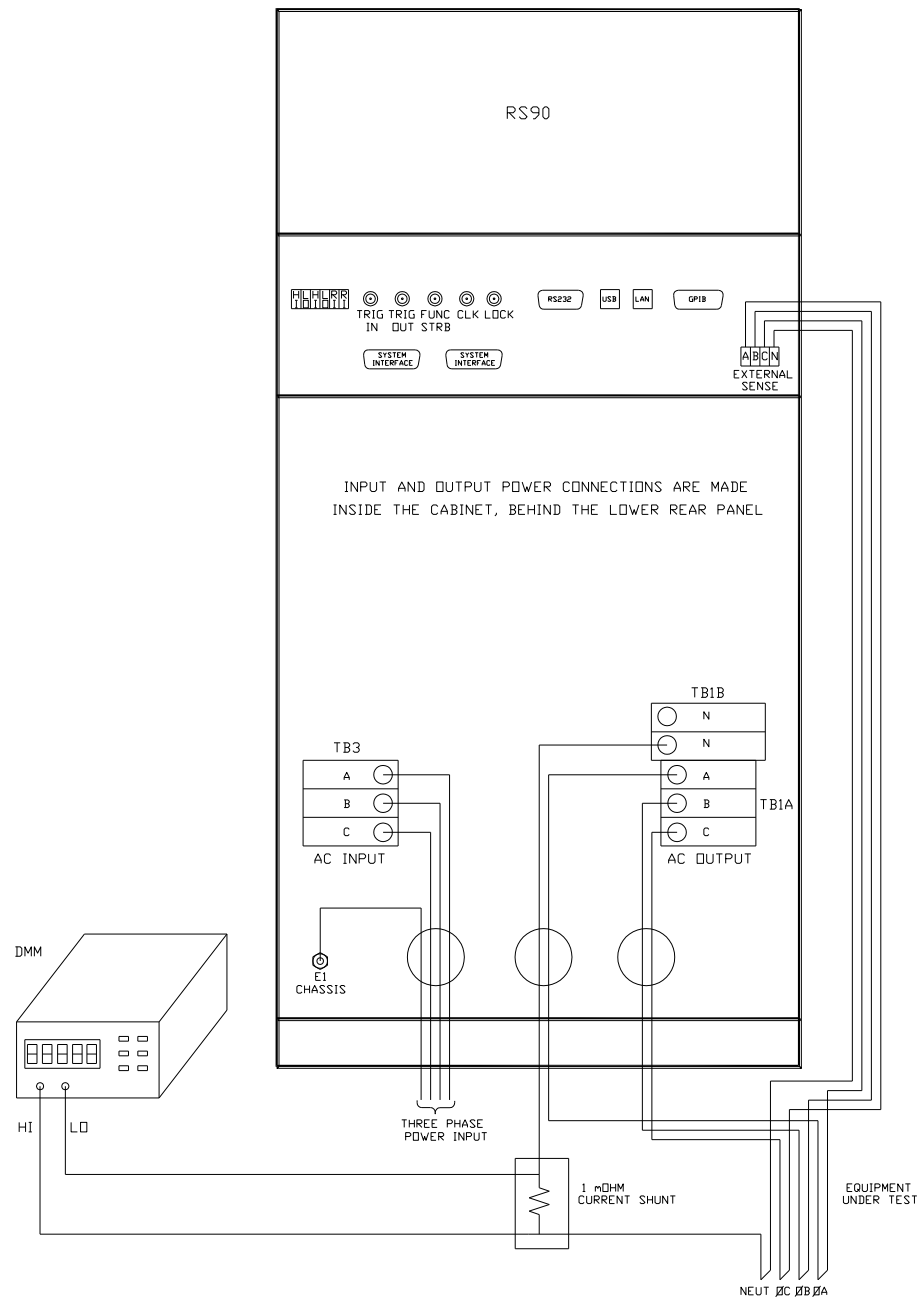 RS90
H L H L R R
I O I O I I
TRIG IN
TRIG OUT
FUNC STRB
CLK
LOCK
RS232
USB
LAN
GPIB
SYSTEM INTERFACE
SYSTEM INTERFACE
A B C N
EXTERNAL
SENSE
INPUT AND OUTPUT POWER CONNECTIONS ARE MADE
INSIDE THE CABINET, BEHIND THE LOWER REAR PANEL
TB1B
N
N
A
B
C
TB1A
AC OUTPUT
TB3
A
B
C
AC INPUT
E1
CHASSIS
DMM
HI
LO
THREE PHASE
POWER INPUT
1 mOHM
CURRENT SHUNT
EQUIPMENT
UNDER TEST
NEUT ØC ØB ØA